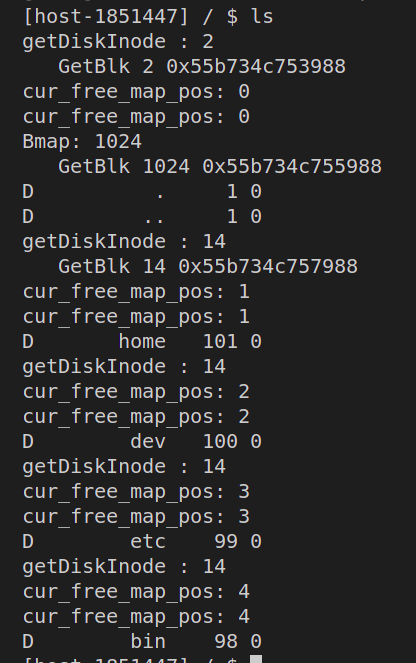 [host-1851447] / $ ls
getDiskInode : 2
   GetBlk 2 0x55b734c753988
cur_free_map_pos: 0
cur_free_map_pos: 0
Bmap: 1024
   GetBlk 1024 0x55b734c755988
D          .     1 0
D         ..     1 0
getDiskInode : 14
   GetBlk 14 0x55b734c757988
cur_free_map_pos: 1
cur_free_map_pos: 1
D       home   101 0
getDiskInode : 14
cur_free_map_pos: 2
cur_free_map_pos: 2
D        dev   100 0
getDiskInode : 14
cur_free_map_pos: 3
cur_free_map_pos: 3
D        etc    99 0
getDiskInode : 14
cur_free_map_pos: 4
cur_free_map_pos: 4
D        bin    98 0
[host-1851447] / $